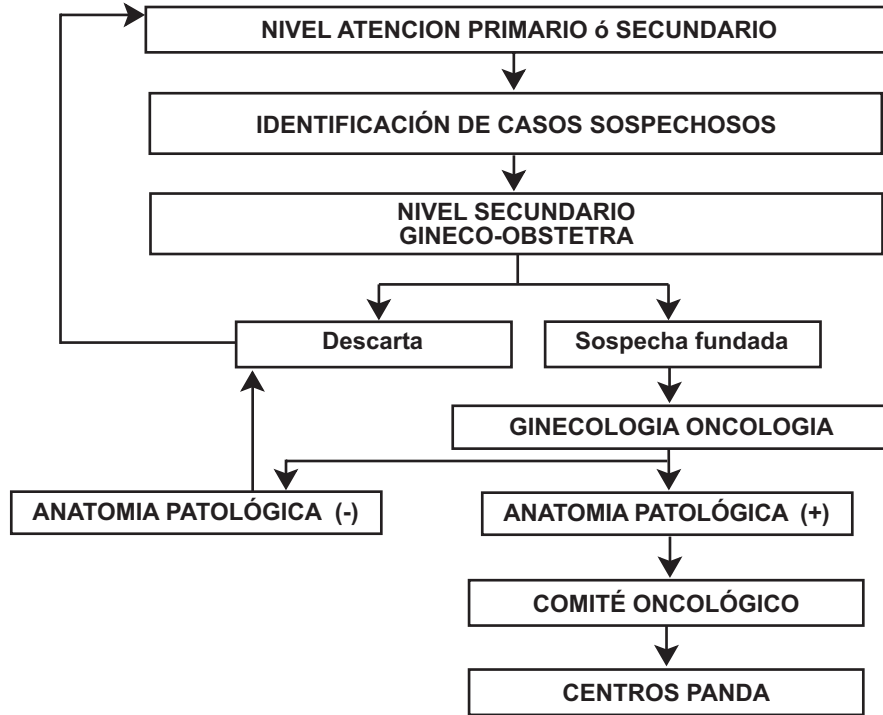 NIVEL ATENCION PRIMARIO ó SECUNDARIO
IDENTIFICACIÓN DE CASOS SOSPECHOSOS
NIVEL SECUNDARIO
GINECO-OBSTETRA
Descarta
Sospecha fundada
GINECOLOGIA ONCOLOGIA
ANATOMIA PATOLÓGICA (-)
ANATOMIA PATOLÓGICA (+)
COMITÉ ONCOLÓGICO
CENTROS PANDA